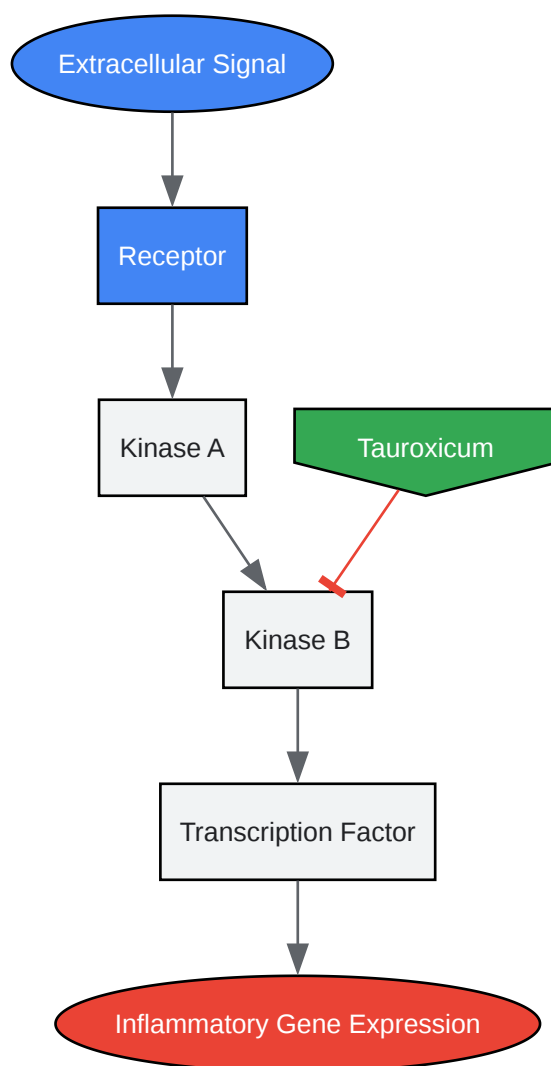 Extracellular Signal
Receptor
Kinase A
Tauroxicum
Kinase B
Transcription Factor
Inflammatory Gene Expression